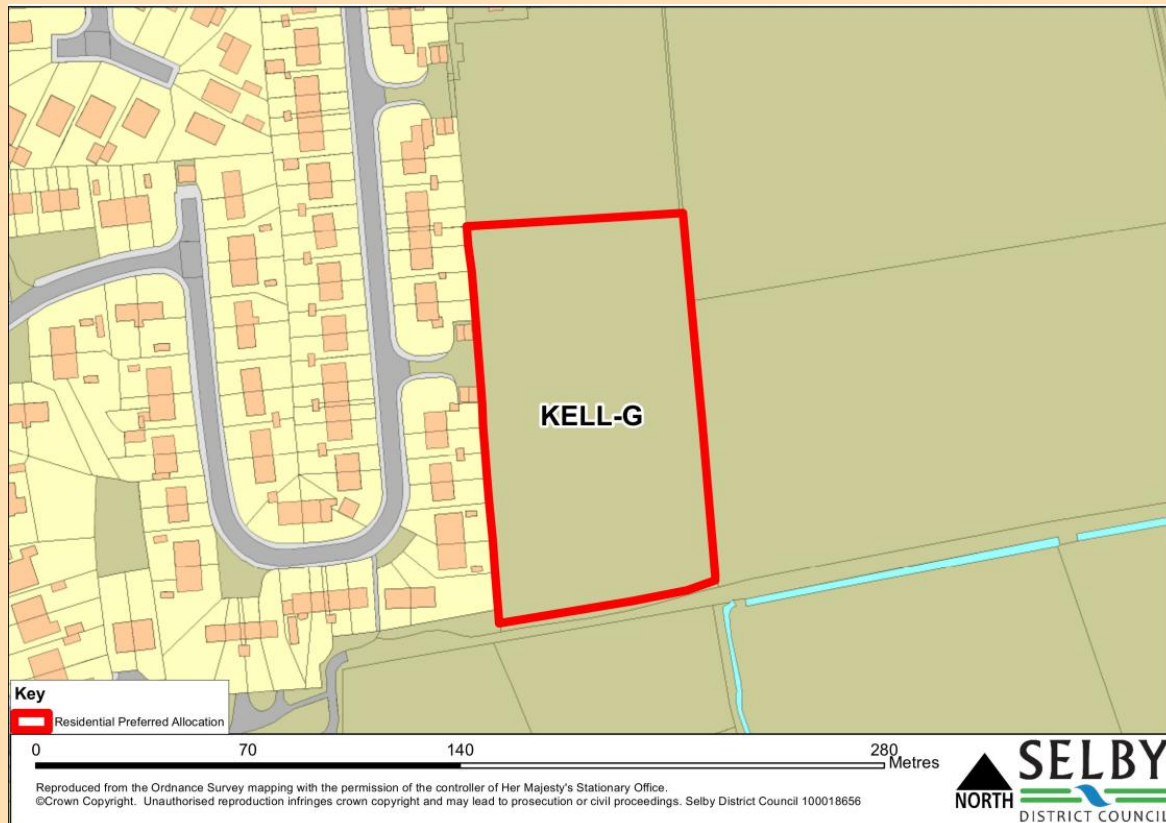 KELL-G
Key
Residential Preferred Allocation
0 70 140 280
Metres
Reproduced from the Ordnance Survey mapping with the permission of the controller of Her Majesty's Stationary Office.
©Crown Copyright. Unauthorised reproduction infringes crown copyright and may lead to prosecution or civil proceedings. Selby District Council 100018656
NORTH
SELBY
DISTRICT COUNCIL